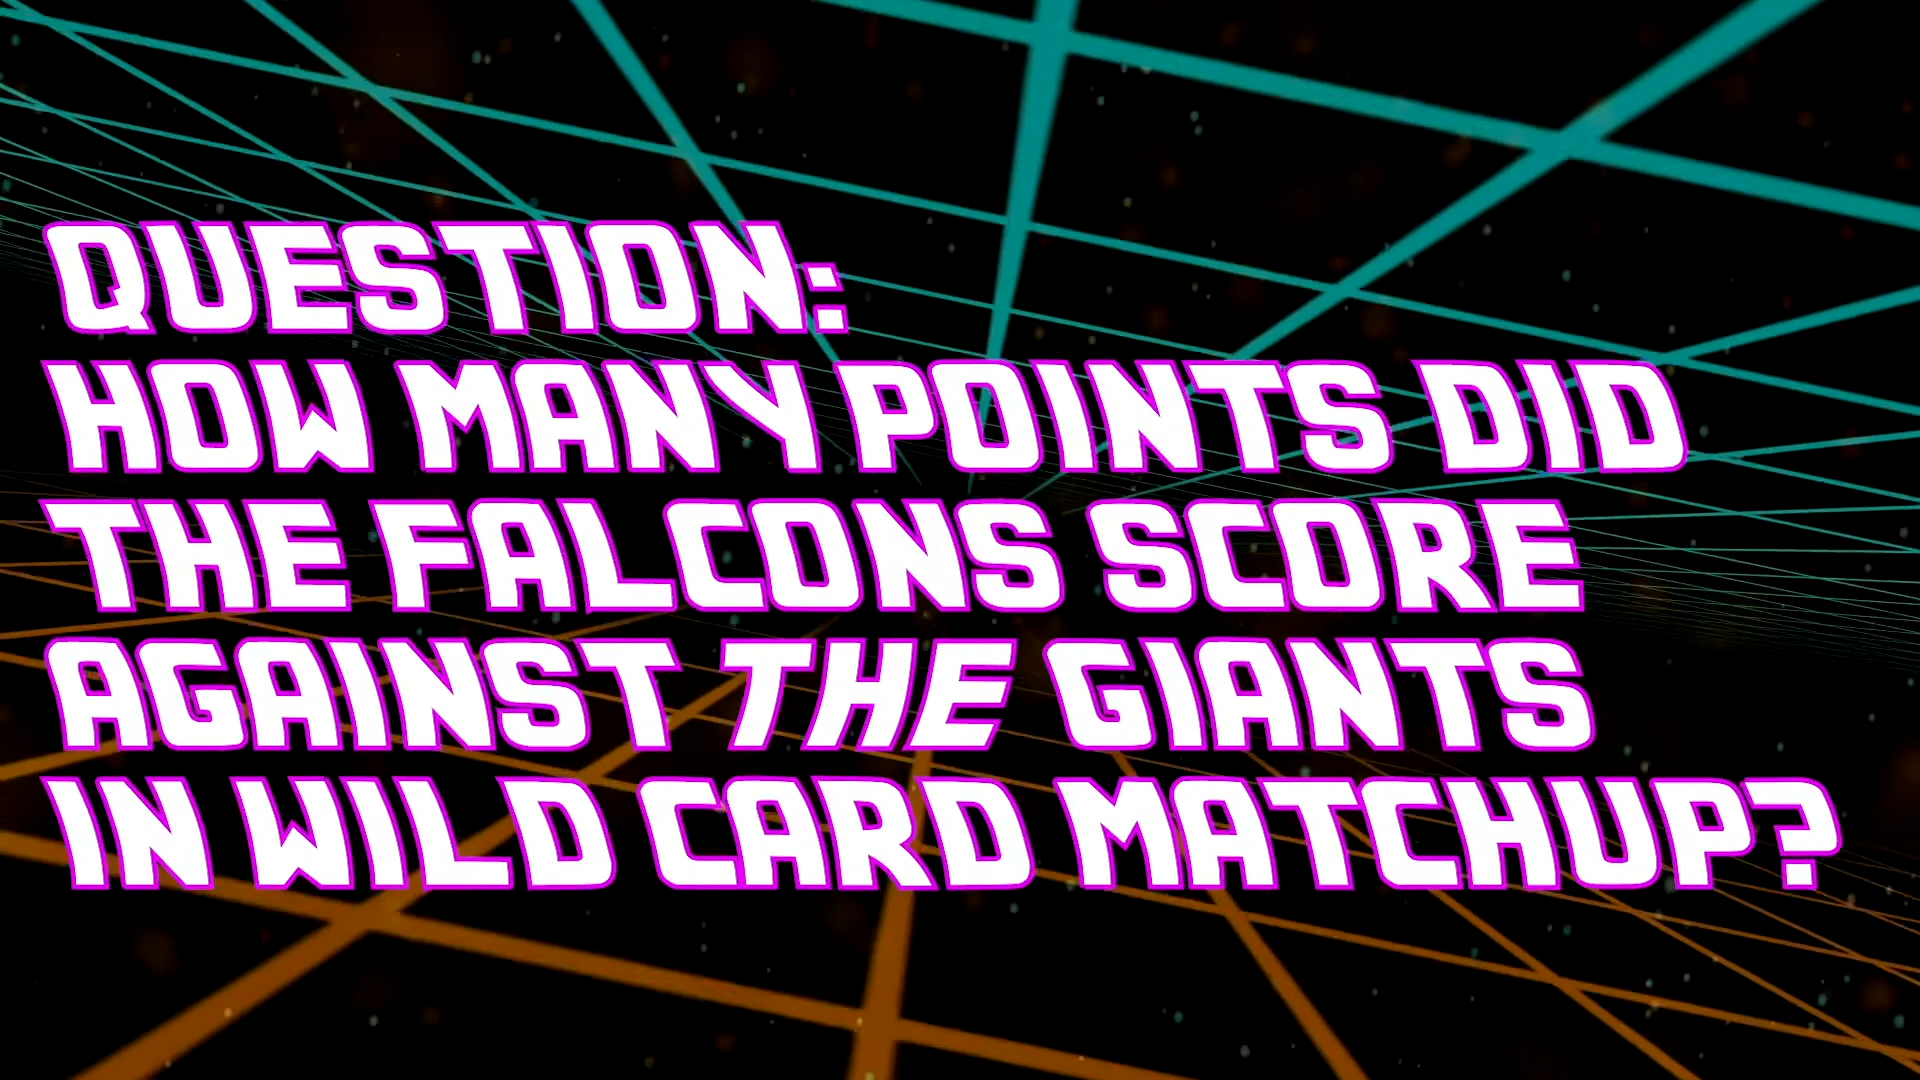 QUESTION:
HOW MANY POINTS DID
THE FALCONS SCORE
AGAINST THE GIANTS
IN WILD CARD MATCHUP?